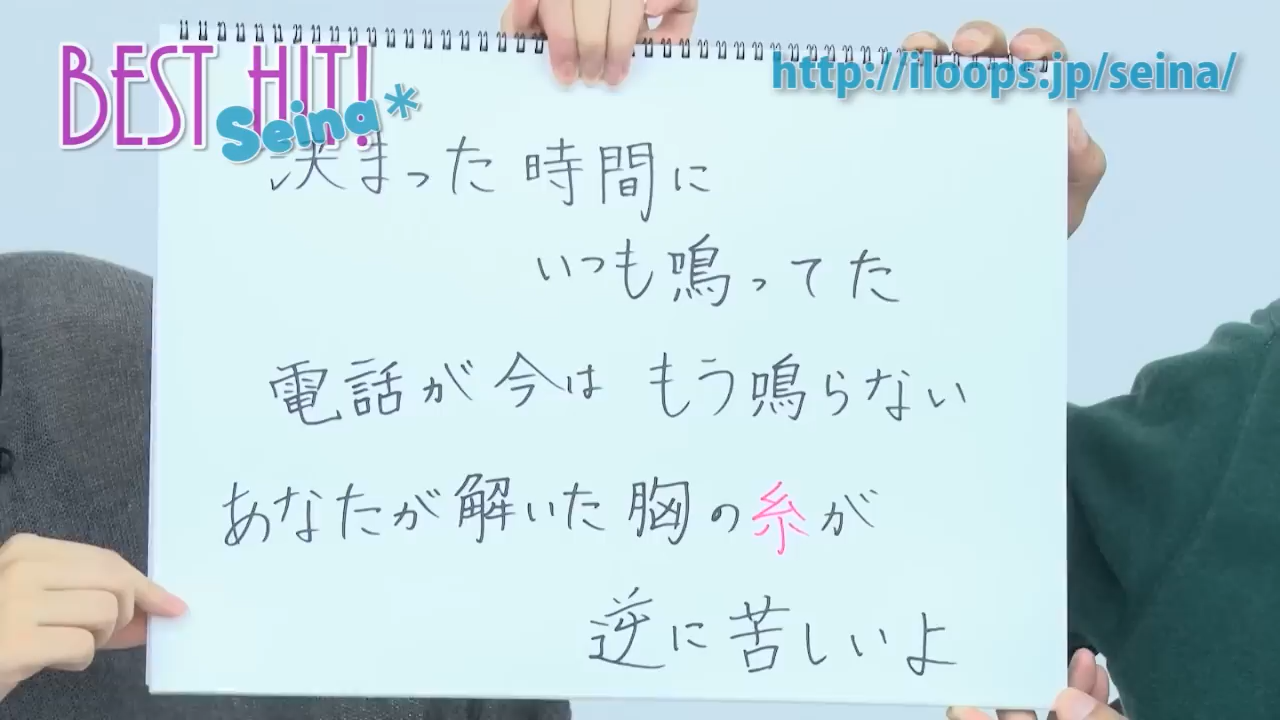 BEST HIT!
Seina*
http://iloops.jp/seina/
決まった時間に
いつも鳴ってた
電話が今は もう鳴らない
あなたが解いた胸の糸が
逆に苦しいよ